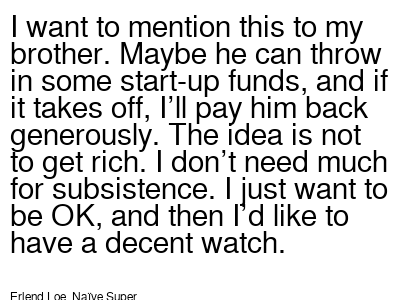 I want to mention this to my
brother. Maybe he can throw
in some start-up funds, and if
it takes off, I’ll pay him back
generously. The idea is not
to get rich. I don’t need much
for subsistence. I just want to
be OK, and then I’d like to
have a decent watch.
Erlend Loe, Naïve Super